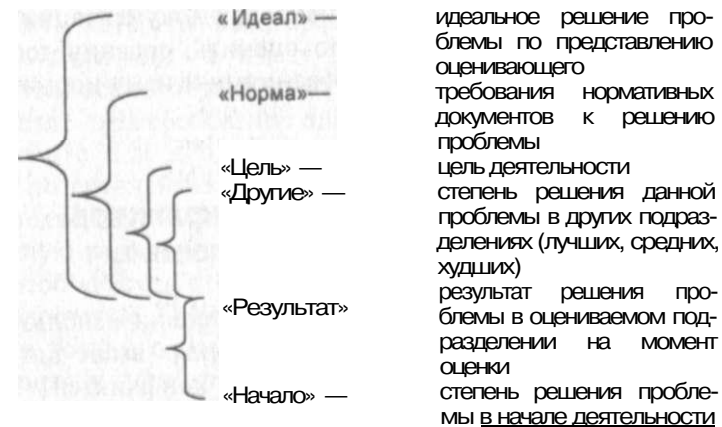 «Идеал» — идеальное решение про-
блемы по представлению
оценивающего
«Норма»— требования нормативных
документов к решению
проблемы
«Цель» — цель деятельности
«Другие» — степень решения данной
проблемы в других подраз-
делениях (лучших, средних,
худших)
«Результат» результат решения про-
блемы в оцениваемом под-
разделении на момент
оценки
«Начало» — степень решения пробле-
мы в начале деятельности